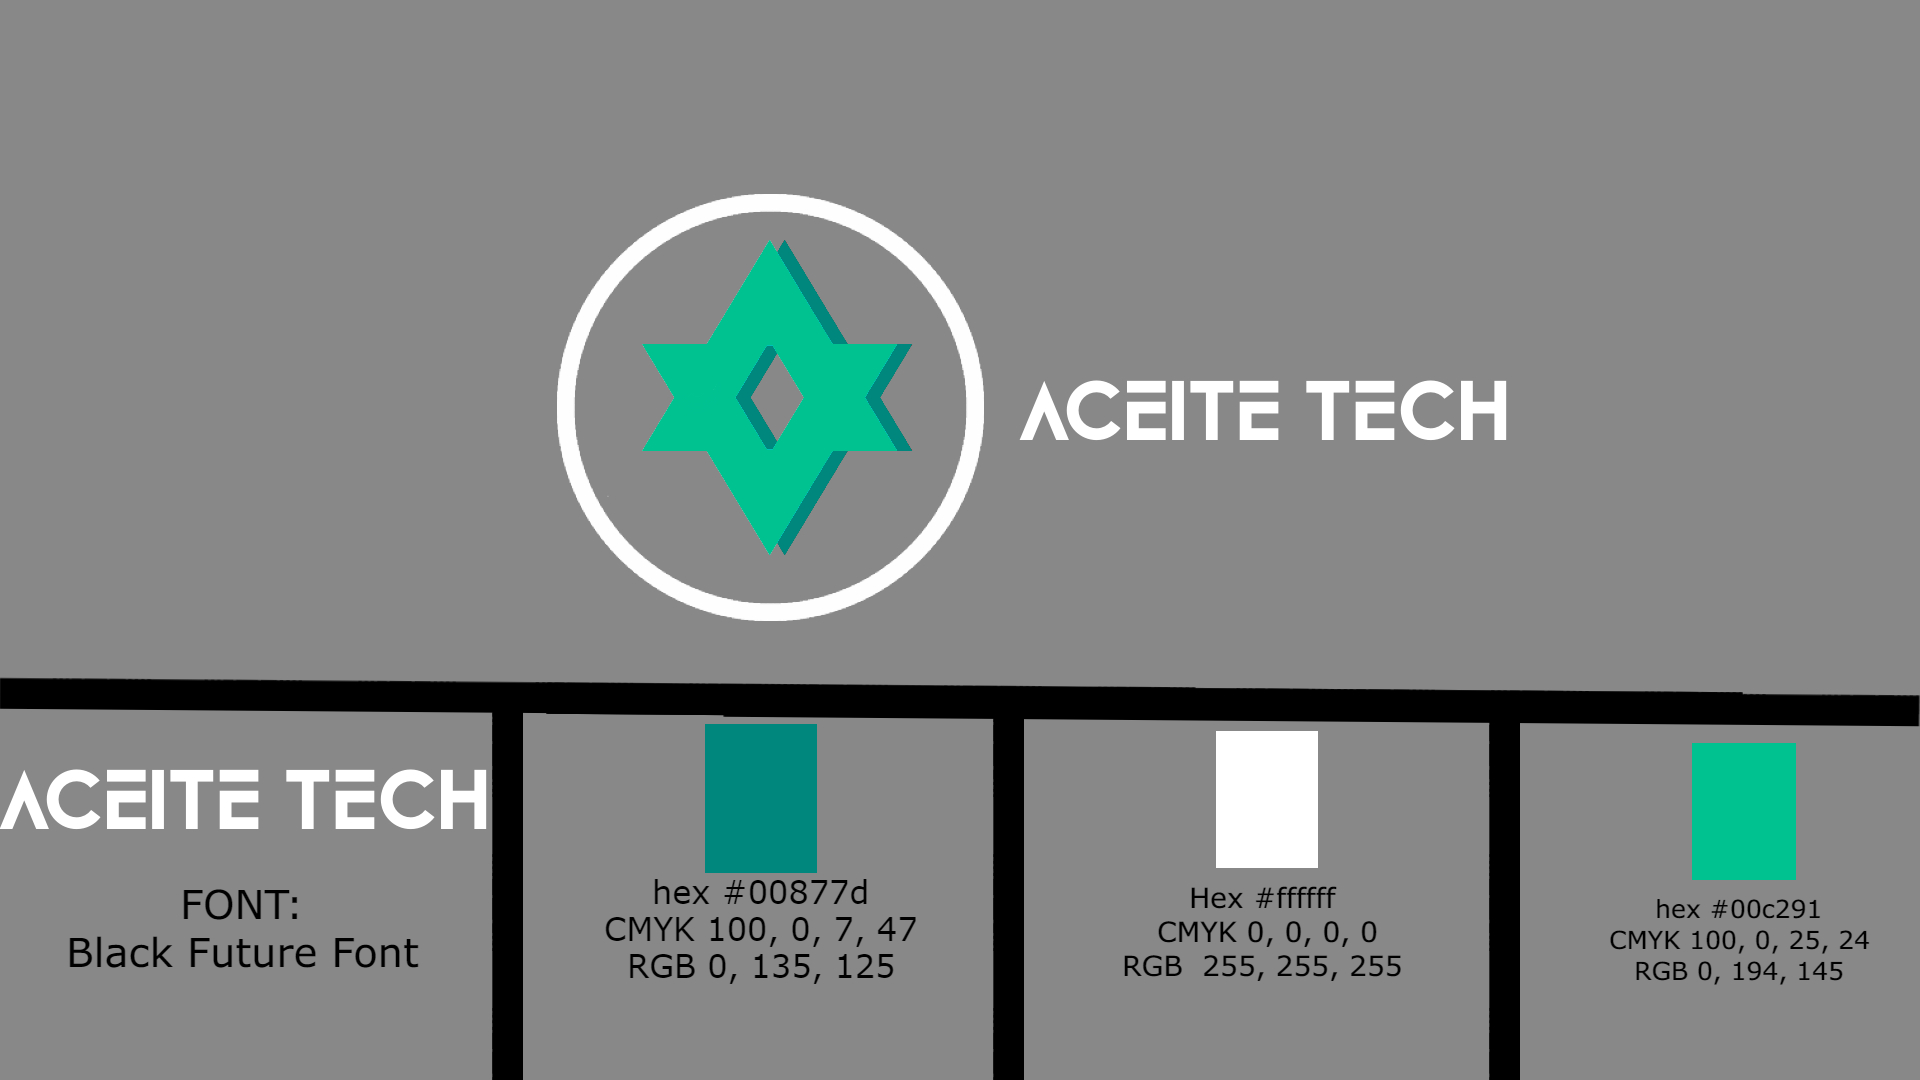 ACEITE TECH
ACEITE TECH
FONT:
Black Future Font
hex #00877d
CMYK 100, 0, 7, 47
RGB 0, 135, 125
Hex #ffffff
CMYK 0, 0, 0, 0
RGB  255, 255, 255
hex #00c291
CMYK 100, 0, 25, 24
RGB 0, 194, 145